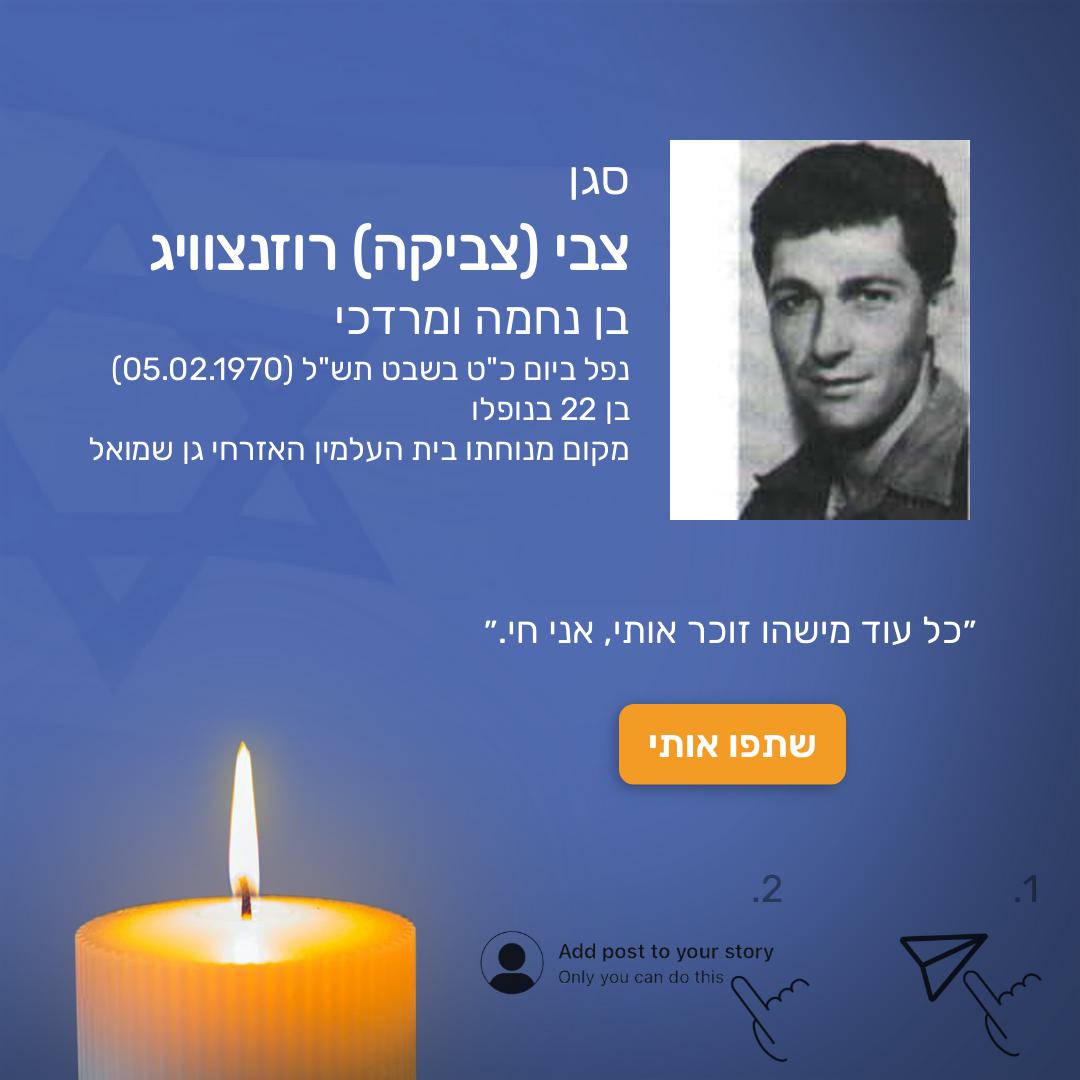 סגן
צבי (צביקה) רוזנצוויג
בן נחמה ומרדכי
נפל ביום כ"ט בשבט תש"ל (05.02.1970)
בן 22 בנופלו
מקום מנוחתו בית העלמין האזרחי גן שמואל
״כל עוד מישהו זוכר אותי, אני חי.״
שתפו אותי
1.
2.
Add post to your story
Only you can do this